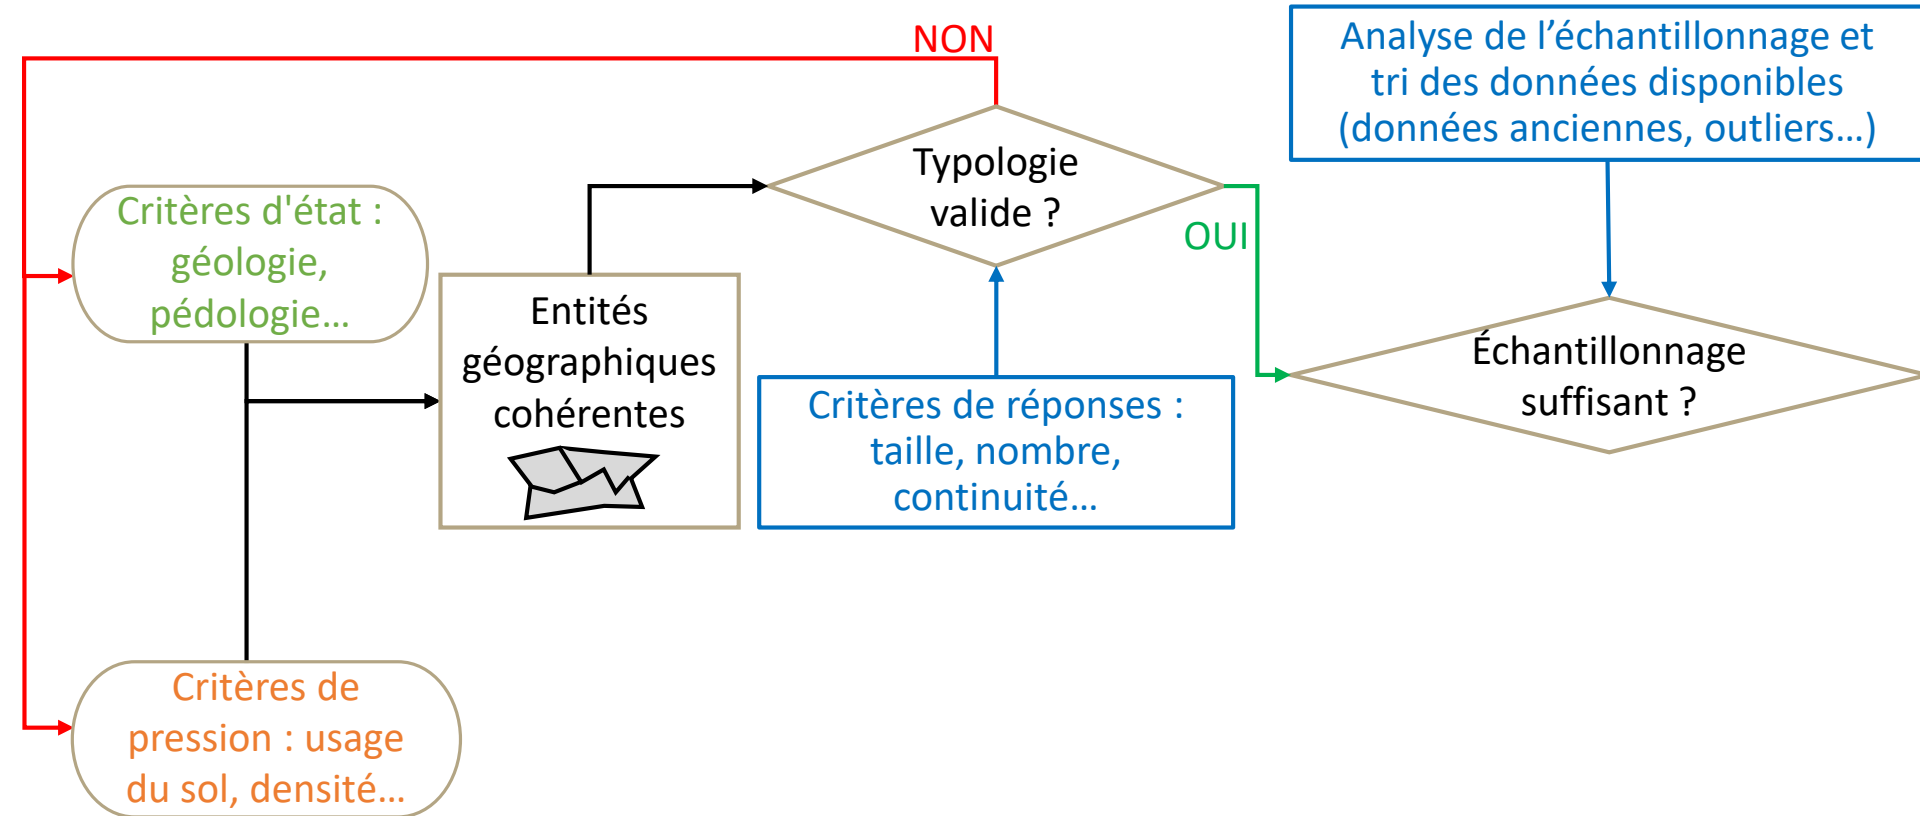 NON
Analyse de l’échantillonnage et
tri des données disponibles
(données anciennes, outliers…)
Typologie
valide ?
OUI
Critères d'état :
géologie,
pédologie…
Entités
géographiques
cohérentes
Critères de réponses :
taille, nombre,
continuité…
Échantillonnage
suffisant ?
Critères de
pression : usage
du sol, densité…